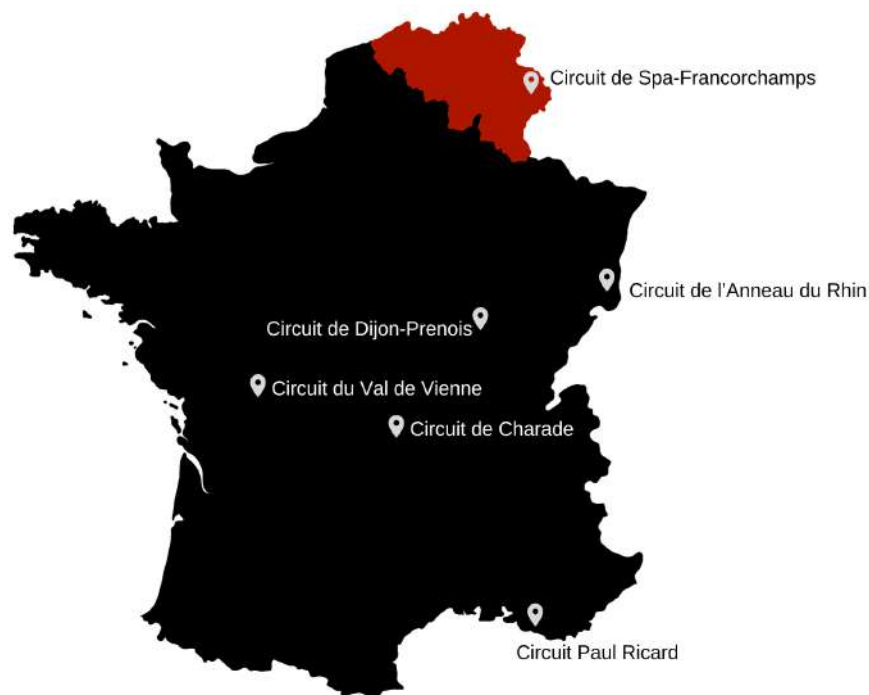 Circuit de Spa-Francorchamps
Circuit de l'Anneau du Rhin
Circuit de Dijon-Prenois
Circuit du Val de Vienne
Circuit de Charade
Circuit Paul Ricard